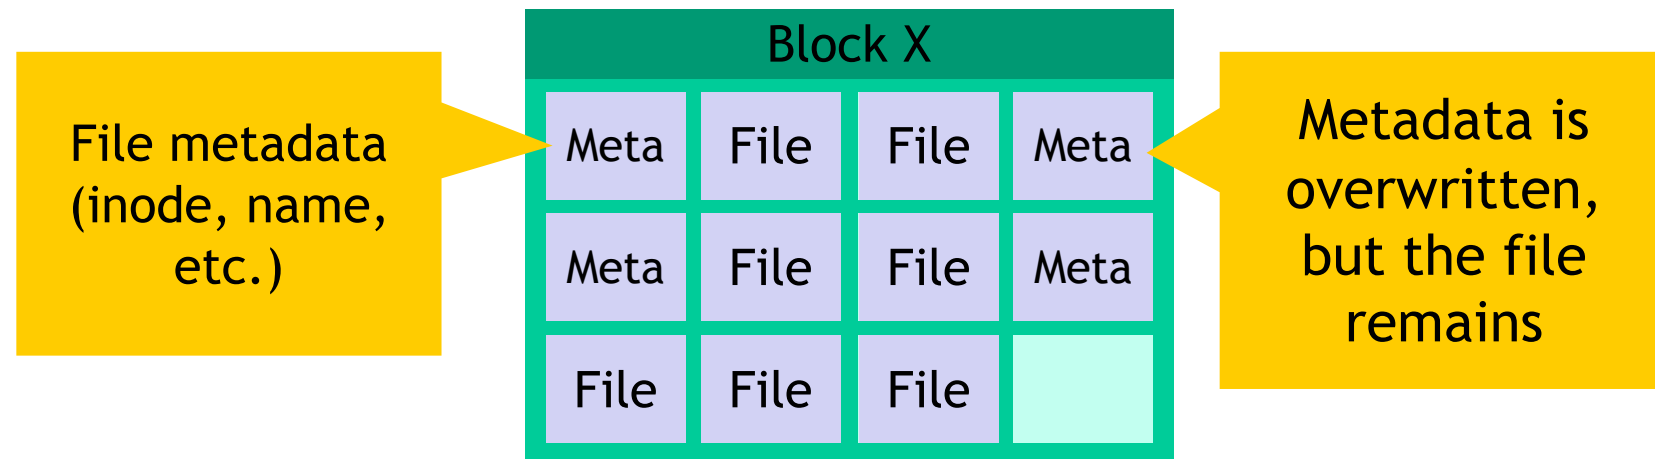 Block X
File metadata
(inode, name,
etc.)
Meta File File Meta
Meta File File Meta
File File File
Metadata is
overwritten,
but the file
remains